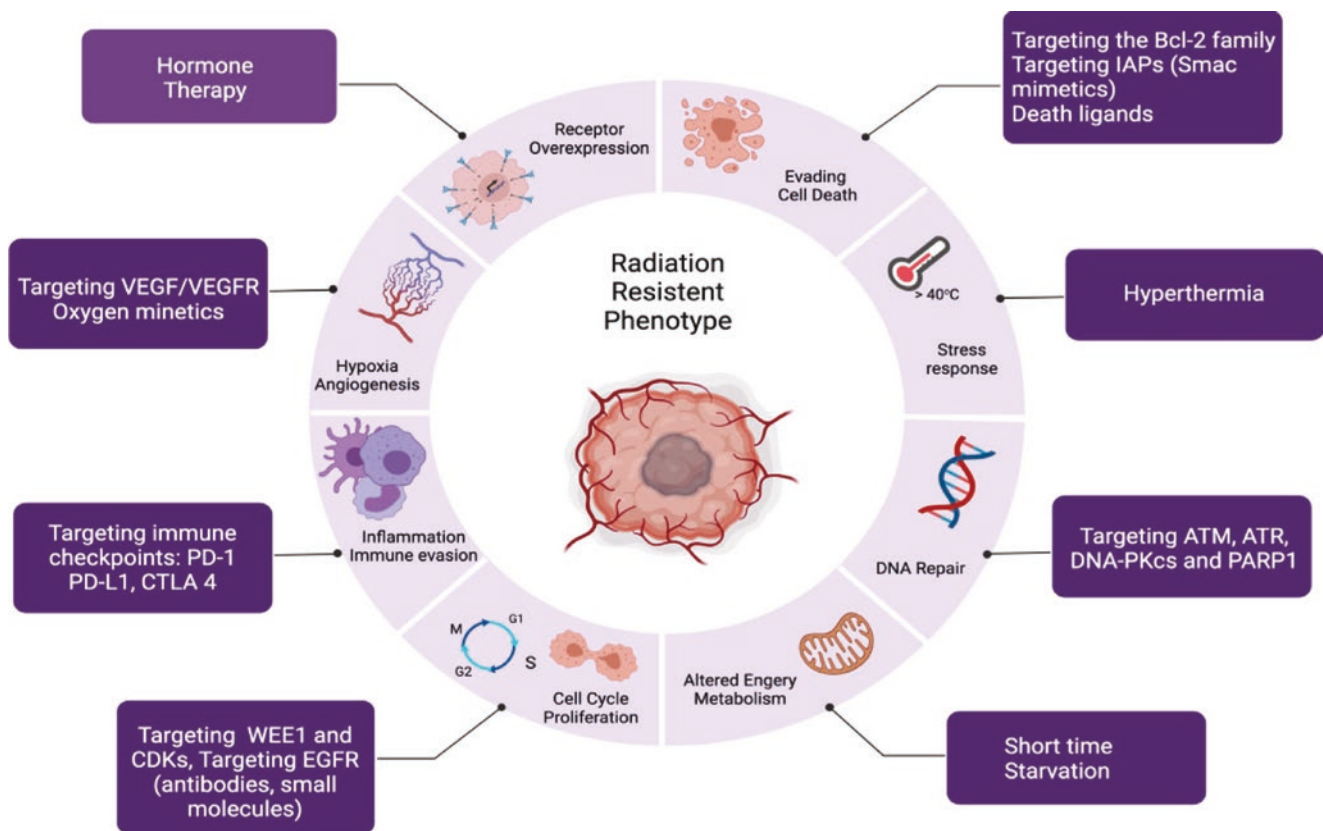 Hormone
Therapy
Targeting the Bcl-2 family
Targeting IAPs (Smac
mimetics)
Death ligands
Receptor
Overexpression
Evading
Cell Death
Targeting VEGF/VEGFR
Oxygen minetics
Hypoxia
Angiogenesis
Radiation
Resistent
Phenotype
> 40°C
Stress
response
Hyperthermia
Targeting immune
checkpoints: PD-1
PD-L1, CTLA 4
Inflammation
Immune evasion
DNA Repair
Targeting ATM, ATR,
DNA-PKcs and PARP1
M
G1
G2
S
Cell Cycle
Proliferation
Altered Engery
Metabolism
Targeting WEE1 and
CDKs, Targeting EGFR
(antibodies, small
molecules)
Short time
Starvation